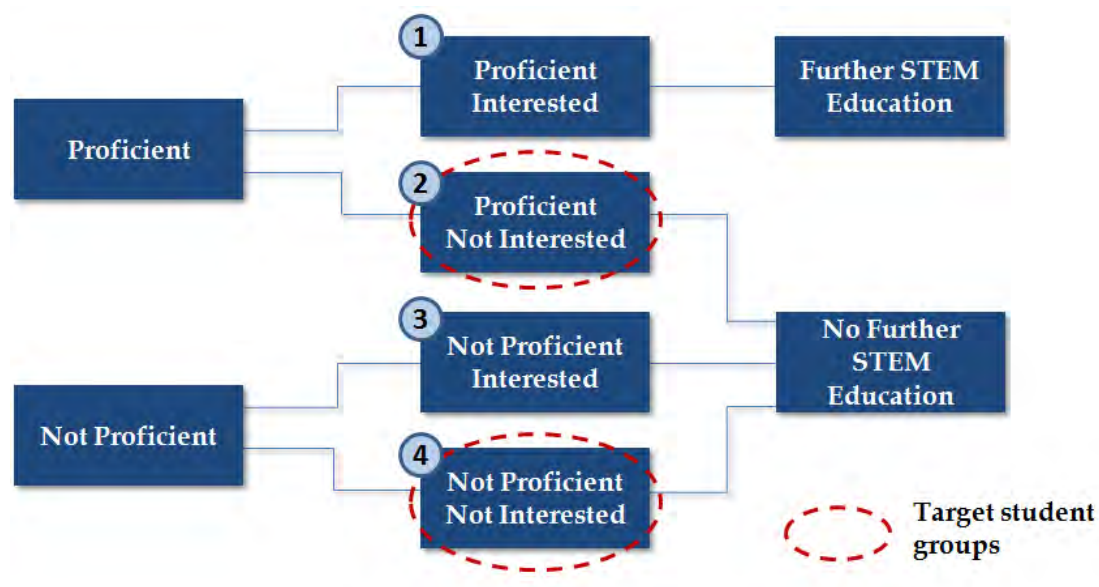 1
Proficient
Interested
Further STEM
Education
Proficient
2
Proficient
Not Interested
3
Not Proficient
Interested
No Further
STEM
Education
Not Proficient
4
Not Proficient
Not Interested
Target student
groups